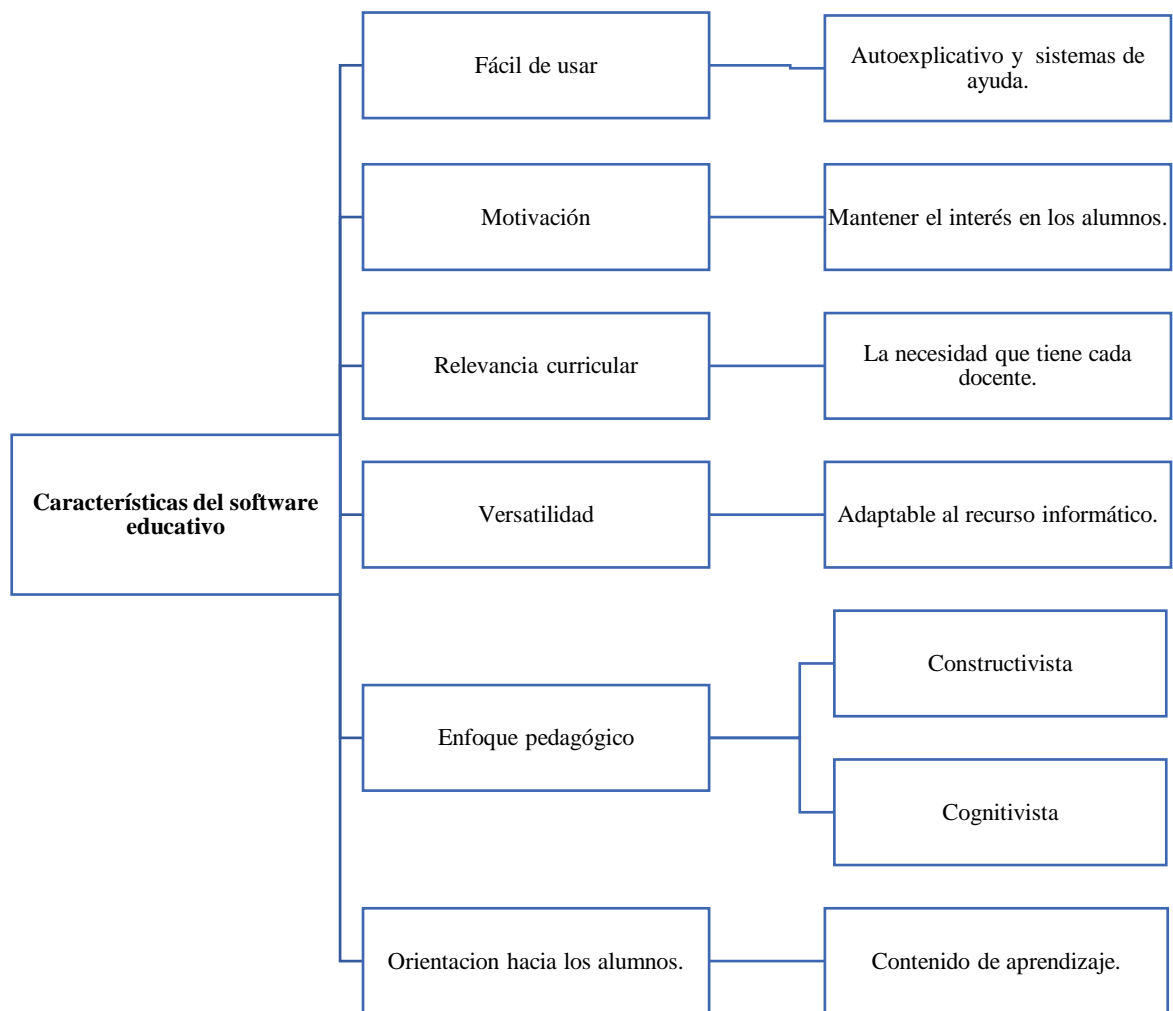 Fácil de usar
Autoexplicativo y sistemas de
ayuda.
Motivación
Mantener el interés en los alumnos.
Relevancia curricular
La necesidad que tiene cada
docente.
Características del software
educativo
Versatilidad
Adaptable al recurso informático.
Enfoque pedagógico
Constructivista
Cognitivista
Orientacion hacia los alumnos.
Contenido de aprendizaje.